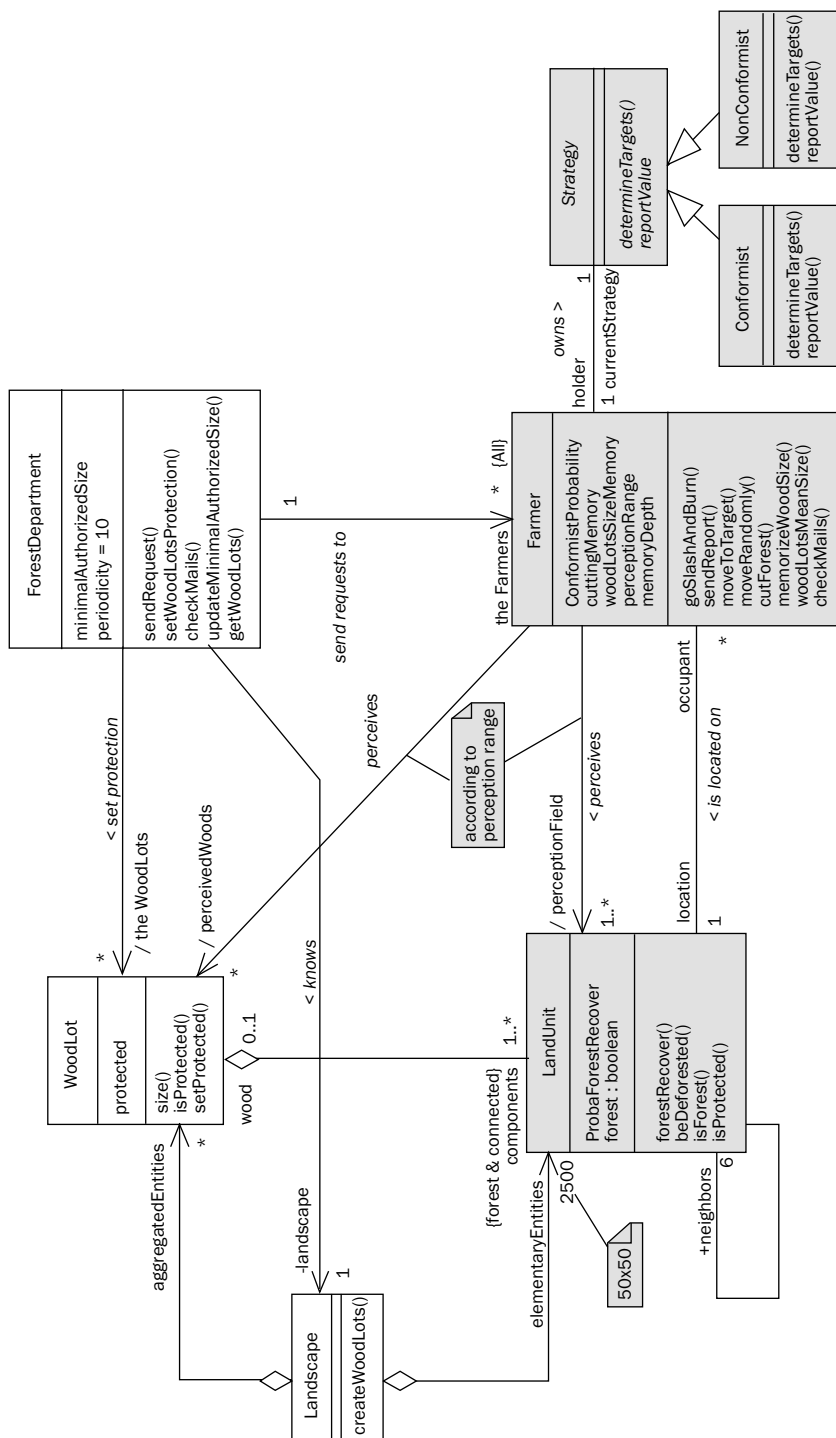 ForestDepartment
minimalAuthorizedSize
periodicity = 10
sendRequest()
setWoodLotsProtection()
checkMails()
updateMinimalAuthorizedSize()
getWoodLots()
< set protection
*
/ the WoodLots
WoodLot
protected
size()
isProtected()
setProtected()
wood
0..1
*
/ perceivedWoods
perceives
aggregatedEntities
*
< knows
-landscape
1
Landscape
createWoodLots()
send requests to
1
the Farmers
*
{All}
Farmer
ConformistProbability
cuttingMemory
woodLotsSizeMemory
perceptionRange
memoryDepth
goSlashAndBurn()
sendReport()
moveToTarget()
moveRandomly()
cutForest()
memorizeWoodSize()
woodLotsMeanSize()
checkMails()
according to
perception range
/ perceptionField
1..*
< perceives
location
1
< is located on
occupant
*
{forest & connected}
components
1..*
LandUnit
ProbaForestRecover
forest : boolean
forestRecover()
beDeforested()
isForest()
isProtected()
elementaryEntities
2500
50x50
+neighbors
6
holder
1
owns >
1
currentStrategy
Strategy
determineTargets()
reportValue
Conformist
determineTargets()
reportValue()
NonConformist
determineTargets()
reportValue()